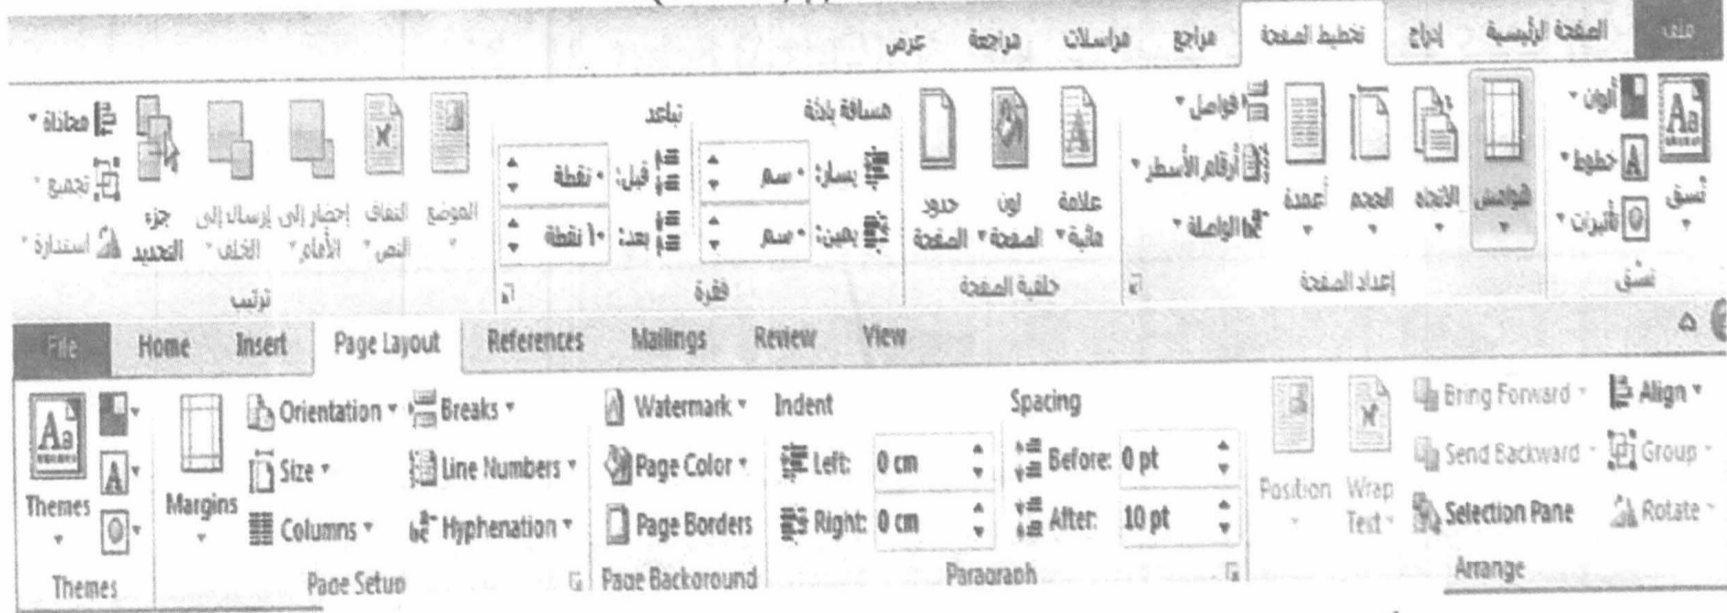 ملف الصفحة الرئيسية إدراج تخطيط الصفحة مراجع مراسلات مراجعة عرض
نسق
ألوان
خطوط
تأثيرات
نسق
هوامش
الاتجاه
الحجم
أعمدة
فواصل
أرقام الأسطر
الواصلة
إعداد الصفحة
علامة مائية
لون الصفحة
حدود الصفحة
خلفية الصفحة
مسافة بادئة
يسار: ٠ سم
يمين: ٠ سم
تباعد
قبل: ٠ نقطة
بعد: ١٠ نقطة
فقرة
الموضع
التفاف النص
إحضار إلى الأمام
إرسال إلى الخلف
جزء التحديد
محاذاة
تجميع
استدارة
ترتيب
File Home Insert Page Layout References Mailings Review View
Themes
Themes
Margins
Orientation
Size
Columns
Breaks
Line Numbers
Hyphenation
Page Setup
Watermark
Page Color
Page Borders
Page Background
Indent
Left: 0 cm
Right: 0 cm
Spacing
Before: 0 pt
After: 10 pt
Paragraph
Position
Wrap Text
Bring Forward
Send Backward
Selection Pane
Align
Group
Rotate
Arrange